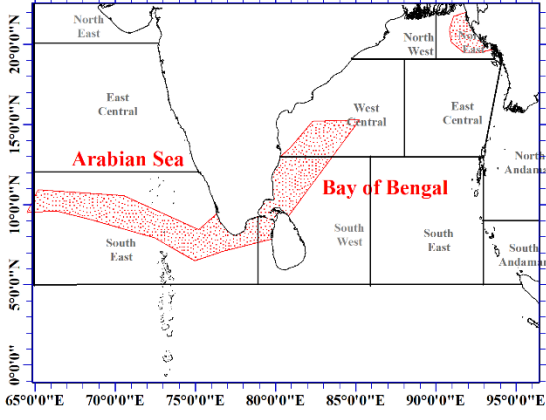 North
East
North
West
20°0'0"N
East
Central
West
Central
East
Central
15°0'0"N
Arabian Sea
Bay of Bengal
North
10°0'0"N
South
East
South
West
South
East
South
Andaman
5°0'0"N
0°0'0"N
65°0'0"E
70°0'0"E
75°0'0"E
80°0'0"E
85°0'0"E
90°0'0"E
95°0'0"E